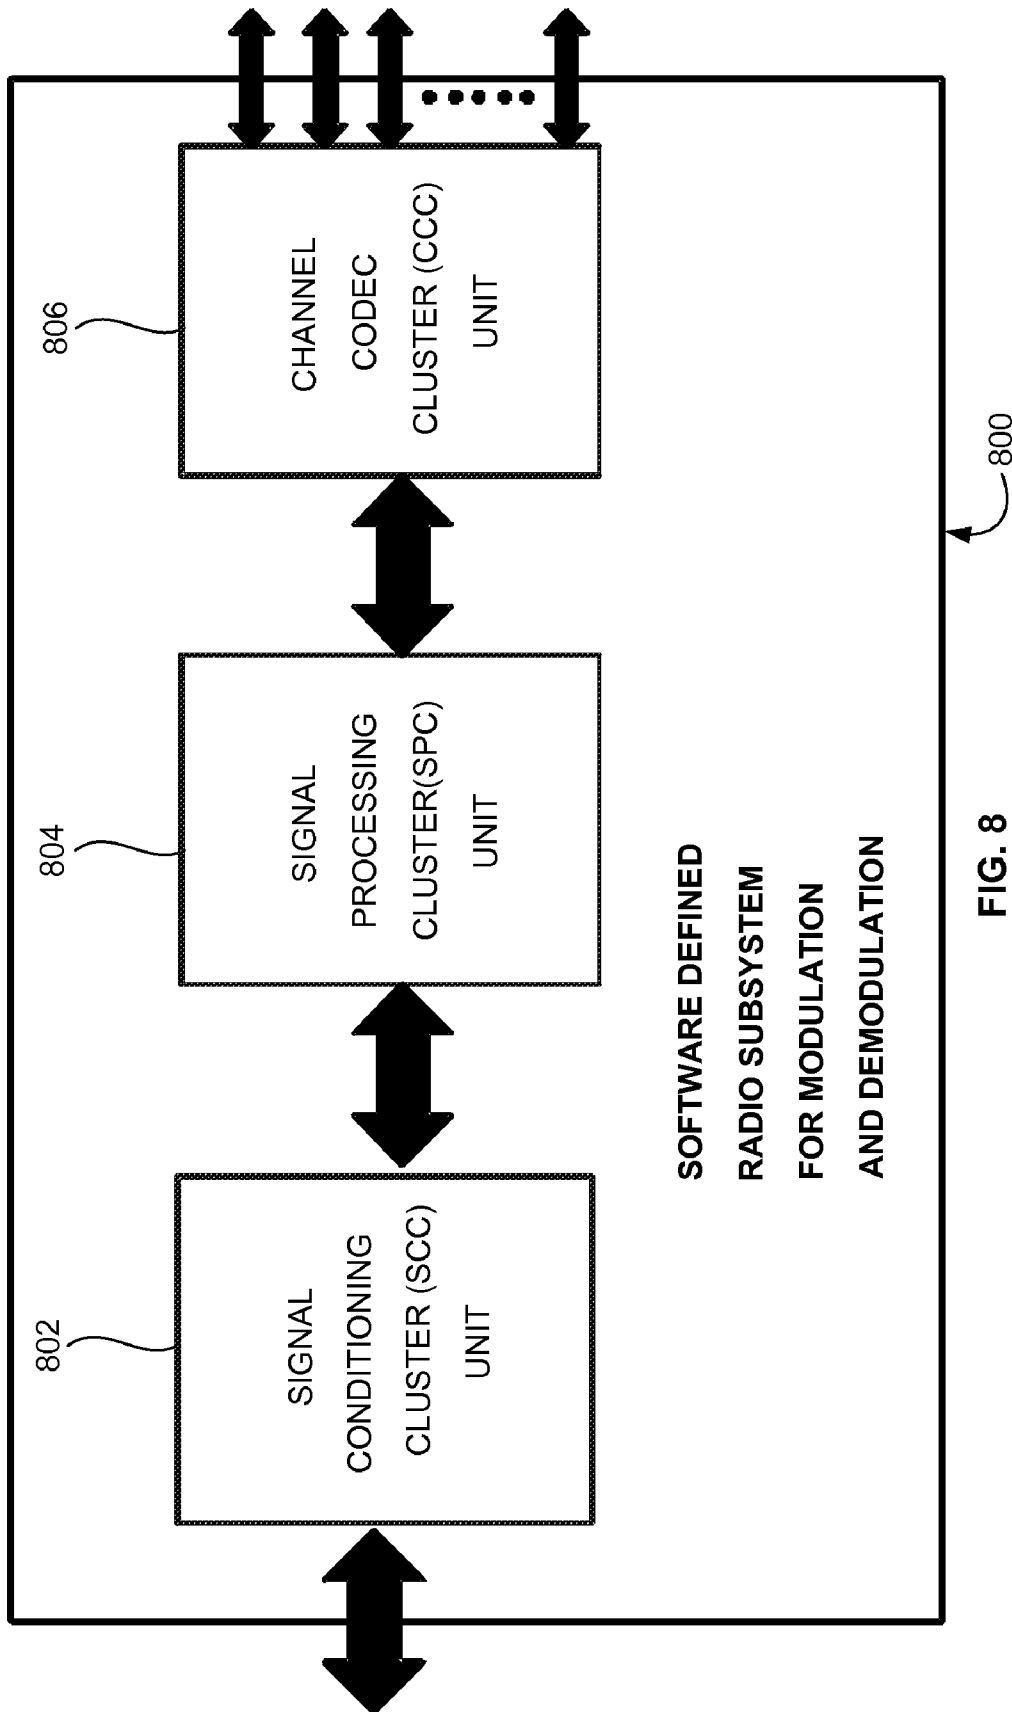 802
SIGNAL
CONDITIONING
CLUSTER (SCC)
UNIT
804
SIGNAL
PROCESSING
CLUSTER(SPC)
UNIT
806
CHANNEL
CODEC
CLUSTER (CCC)
UNIT
SOFTWARE DEFINED
RADIO SUBSYSTEM
FOR MODULATION
AND DEMODULATION
800
FIG. 8